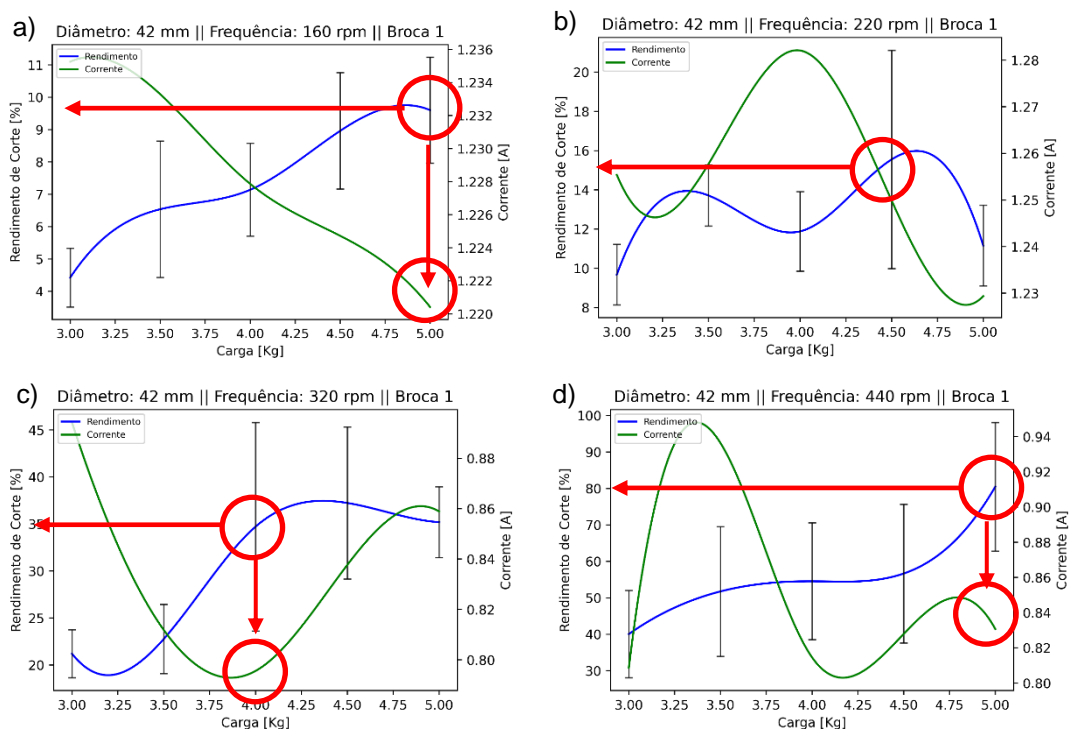 a)
Diâmetro: 42 mm || Frequência: 160 rpm || Broca 1
Rendimento
Corrente
Rendimento de Corte [%]
11
10
9
8
7
6
5
4
Corrente [A]
1.236
1.234
1.232
1.230
1.228
1.226
1.224
1.222
1.220
3.00 3.25 3.50 3.75 4.00 4.25 4.50 4.75 5.00
Carga [Kg]
b)
Diâmetro: 42 mm || Frequência: 220 rpm || Broca 1
Rendimento
Corrente
Rendimento de Corte [%]
20
18
16
14
12
10
8
Corrente [A]
1.28
1.27
1.26
1.25
1.24
1.23
3.00 3.25 3.50 3.75 4.00 4.25 4.50 4.75 5.00
Carga [Kg]
c)
Diâmetro: 42 mm || Frequência: 320 rpm || Broca 1
Rendimento
Corrente
Rendimento de Corte [%]
45
40
35
30
25
20
Corrente [A]
0.88
0.86
0.84
0.82
0.80
3.00 3.25 3.50 3.75 4.00 4.25 4.50 4.75 5.00
Carga [Kg]
d)
Diâmetro: 42 mm || Frequência: 440 rpm || Broca 1
Rendimento
Corrente
Rendimento de Corte [%]
100
90
80
70
60
50
40
30
Corrente [A]
0.94
0.92
0.90
0.88
0.86
0.84
0.82
0.80
3.00 3.25 3.50 3.75 4.00 4.25 4.50 4.75 5.00
Carga [Kg]